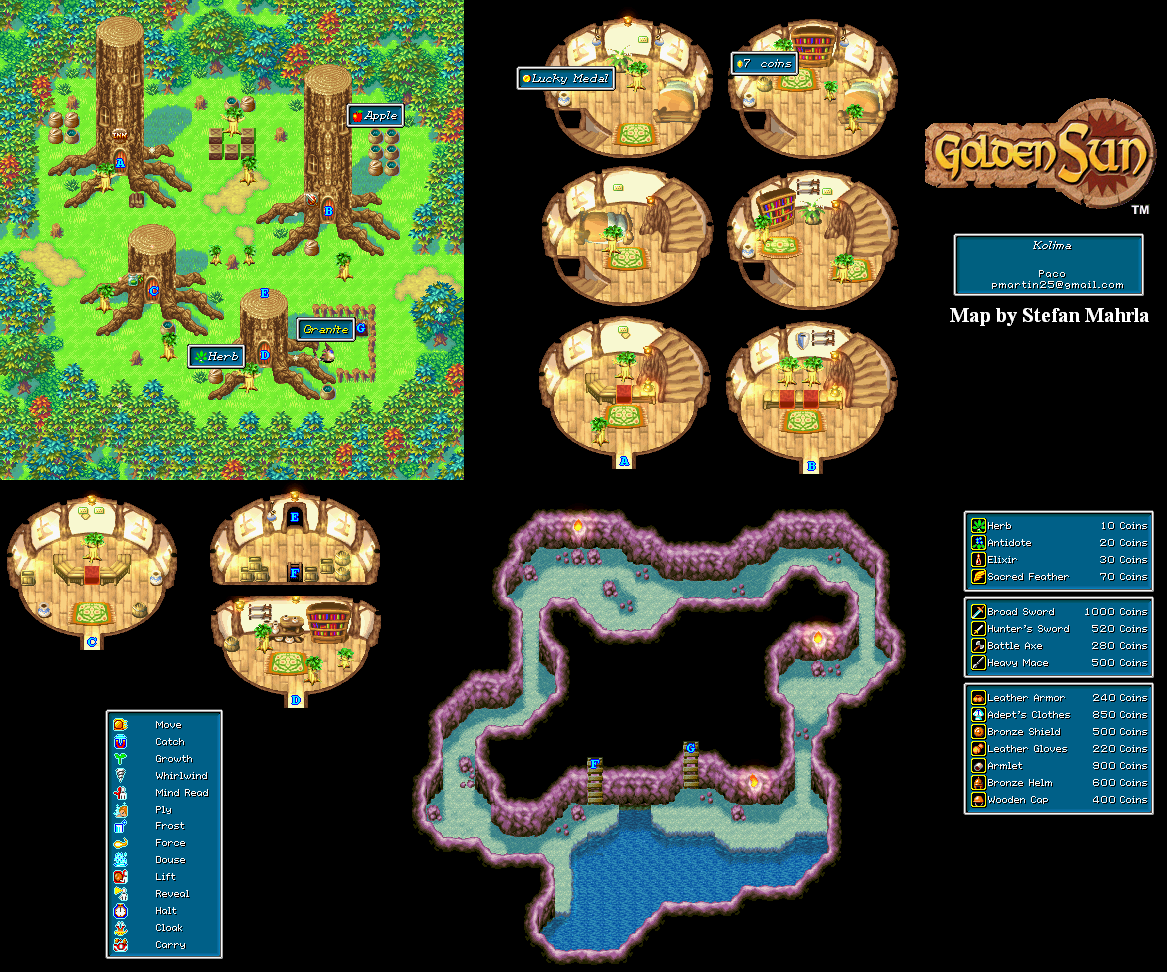 INN
A
Apple
B
C
E
Granite
G
Herb
D
Lucky Medal
7 coins
A
B
GOLDEN SUN
TM
Kolima
Paco
pmartin25@gmail.com
Map by Stefan Mahrla
C
E
F
D
Move
Catch
Growth
Whirlwind
Mind Read
Ply
Frost
Force
Douse
Lift
Reveal
Halt
Cloak
Carry
F
G
Herb 10 Coins
Antidote 20 Coins
Elixir 30 Coins
Sacred Feather 70 Coins
Broad Sword 1000 Coins
Hunter's Sword 520 Coins
Battle Axe 280 Coins
Heavy Mace 500 Coins
Leather Armor 240 Coins
Adept's Clothes 850 Coins
Bronze Shield 500 Coins
Leather Gloves 220 Coins
Armlet 900 Coins
Bronze Helm 600 Coins
Wooden Cap 400 Coins